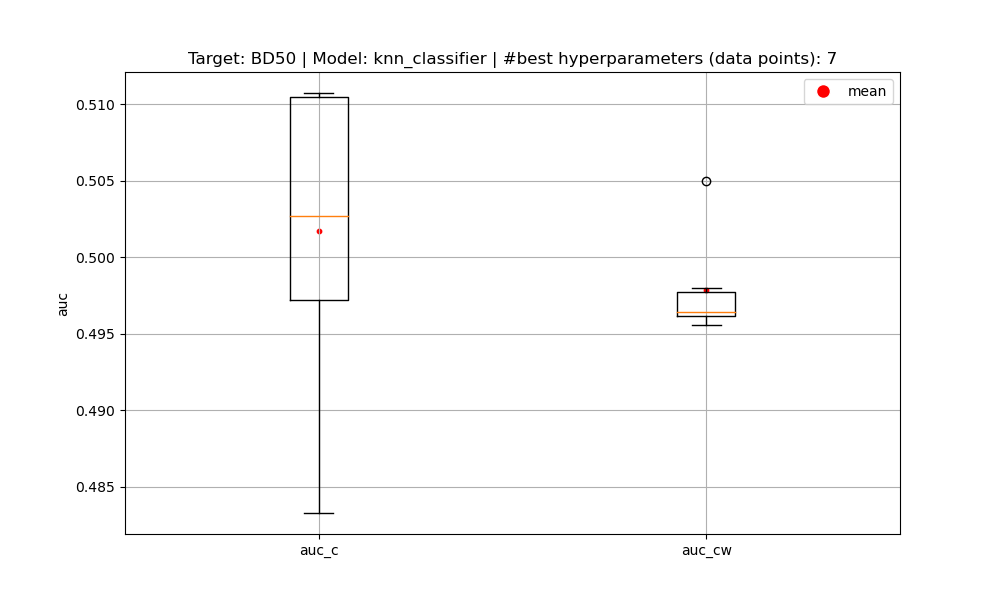 Target: BD50 | Model: knn_classifier | #best hyperparameters (data points): 7
mean
0.510
0.505
0.500
0.495
0.490
0.485
auc
auc_c
auc_cw